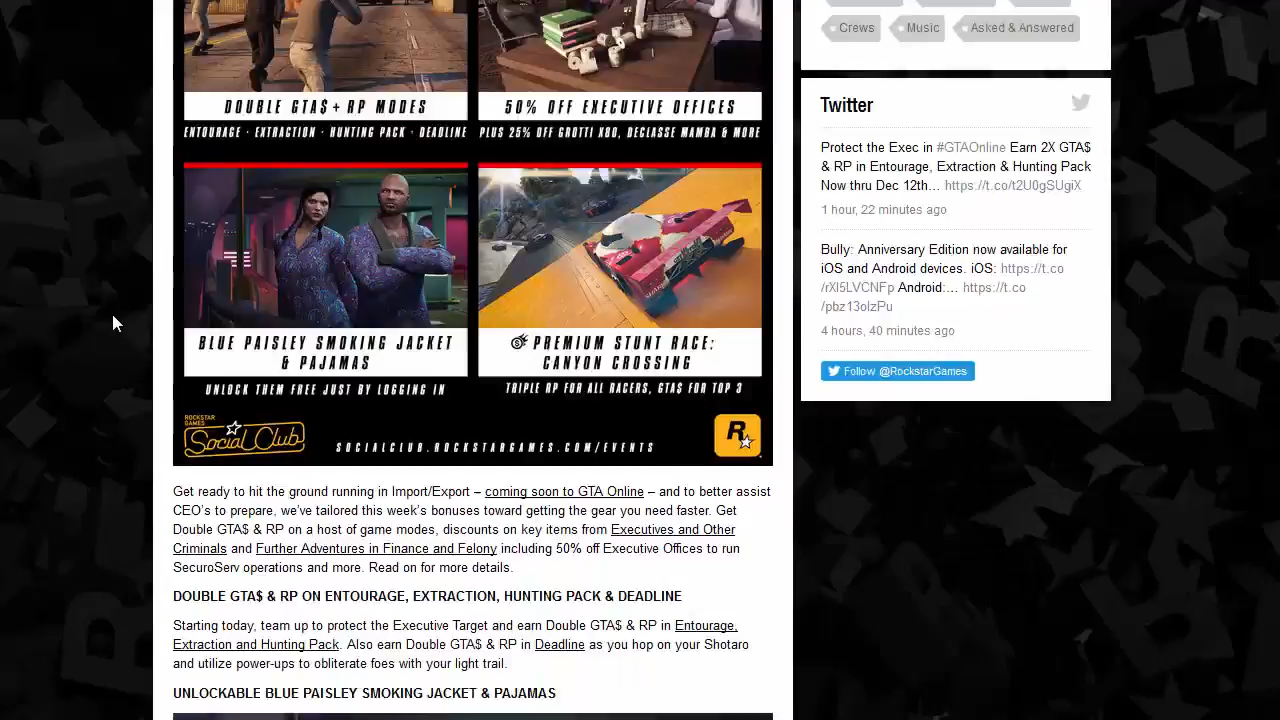 DOUBLE GTA$ + RP MODES
ENTOURAGE · EXTRACTION · HUNTING PACK · DEADLINE
50% OFF EXECUTIVE OFFICES
PLUS 25% OFF GROTTI X80, DECLASSE MAMBA & MORE
BLUE PAISLEY SMOKING JACKET
& PAJAMAS
UNLOCK THEM FREE JUST BY LOGGING IN
PREMIUM STUNT RACE:
CANYON CROSSING
TRIPLE RP FOR ALL RACERS, GTA$ FOR TOP 3
ROCKSTAR
GAMES
Social Club
SOCIALCLUB.ROCKSTARGAMES.COM/EVENTS
R
Get ready to hit the ground running in Import/Export – coming soon to GTA Online – and to better assist
CEO's to prepare, we've tailored this week's bonuses toward getting the gear you need faster. Get
Double GTA$ & RP on a host of game modes, discounts on key items from Executives and Other
Criminals and Further Adventures in Finance and Felony including 50% off Executive Offices to run
SecuroServ operations and more. Read on for more details.
DOUBLE GTA$ & RP ON ENTOURAGE, EXTRACTION, HUNTING PACK & DEADLINE
Starting today, team up to protect the Executive Target and earn Double GTA$ & RP in Entourage,
Extraction and Hunting Pack. Also earn Double GTA$ & RP in Deadline as you hop on your Shotaro
and utilize power-ups to obliterate foes with your light trail.
UNLOCKABLE BLUE PAISLEY SMOKING JACKET & PAJAMAS
Crews
Music
Asked & Answered
Twitter
Protect the Exec in #GTAOnline Earn 2X GTA$
& RP in Entourage, Extraction & Hunting Pack
Now thru Dec 12th… https://t.co/t2U0gSUgiX
1 hour, 22 minutes ago
Bully: Anniversary Edition now available for
iOS and Android devices. iOS: https://t.co
/rXl5LVCNFp Android:… https://t.co
/pbz13olzPu
4 hours, 40 minutes ago
Follow @RockstarGames